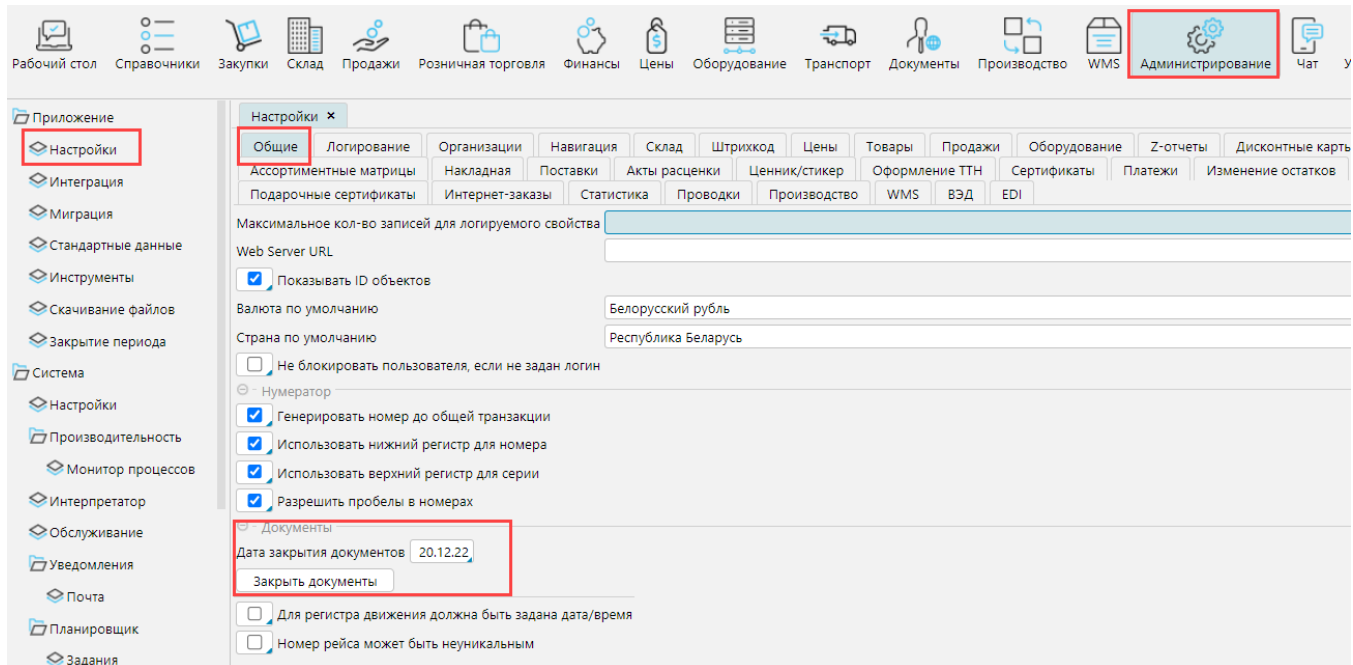 Рабочий стол Справочники Закупки Склад Продажи Розничная торговля Финансы Цены Оборудование Транспорт Документы Производство WMS Администрирование Чат
Приложение
Настройки
Интеграция
Миграция
Стандартные данные
Инструменты
Скачивание файлов
Закрытие периода
Система
Настройки
Производительность
Монитор процессов
Интерпретатор
Обслуживание
Уведомления
Почта
Планировщик
Задания
Настройки ×
Общие Логирование Организации Навигация Склад Штрихкод Цены Товары Продажи Оборудование Z-отчеты Дисконтные карты
Ассортиментные матрицы Накладная Поставки Акты расценки Ценник/стикер Оформление ТТН Сертификаты Платежи Изменение остатков
Подарочные сертификаты Интернет-заказы Статистика Проводки Производство WMS ВЭД EDI
Максимальное кол-во записей для логируемого свойства
Web Server URL
Показывать ID объектов
Валюта по умолчанию Белорусский рубль
Страна по умолчанию Республика Беларусь
Не блокировать пользователя, если не задан логин
Нумератор
Генерировать номер до общей транзакции
Использовать нижний регистр для номера
Использовать верхний регистр для серии
Разрешить пробелы в номерах
Документы
Дата закрытия документов 20.12.22
Закрыть документы
Для регистра движения должна быть задана дата/время
Номер рейса может быть неуникальным